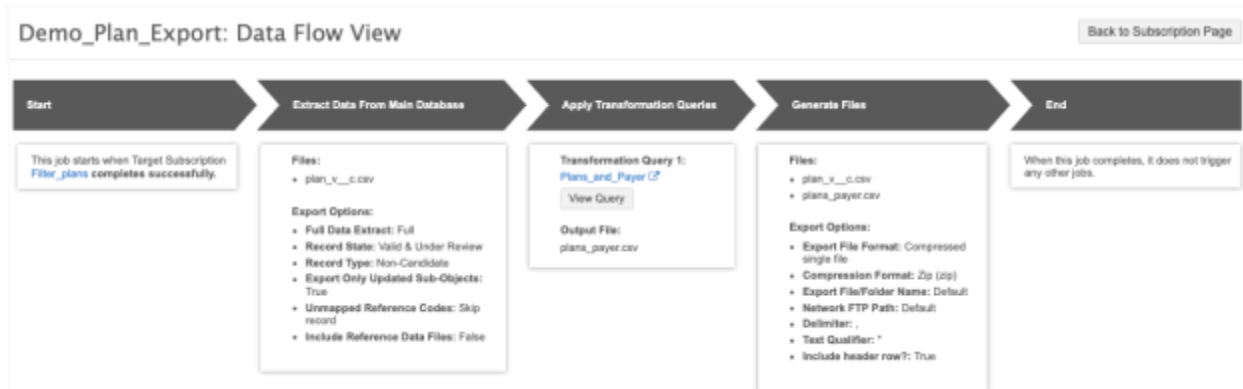 Demo_Plan_Export: Data Flow View
Back to Subscription Page
Start
Extract Data From Main Database
Apply Transformation Queries
Generate Files
End
This job starts when Target Subscription
Filter_plans completes successfully.
Files:
• plan_v__c.csv
Export Options:
• Full Data Extract: Full
• Record State: Valid & Under Review
• Record Type: Non-Candidate
• Export Only Updated Sub-Objects:
True
• Unmapped Reference Codes: Skip
record
• Include Reference Data Files: False
Transformation Query 1:
Plans_and_Payer
View Query
Output File:
plans_payer.csv
Files:
• plan_v__c.csv
• plans_payer.csv
Export Options:
• Export File Format: Compressed
single file
• Compression Format: Zip (zip)
• Export File/Folder Name: Default
• Network FTP Path: Default
• Delimiter: ,
• Text Qualifier: "
• Include header row?: True
When this job completes, it does not trigger
any other jobs.